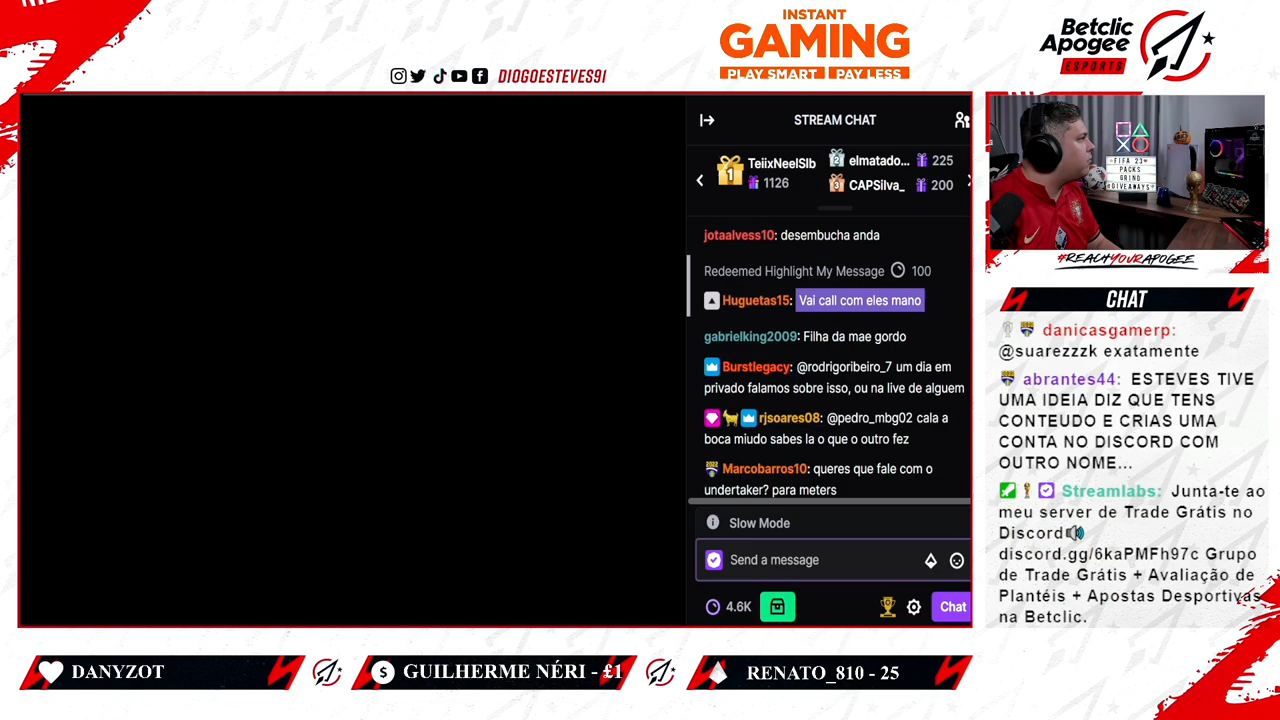 INSTANT
GAMING
PLAY SMART | PAY LESS
Betclic
Apogee
ESPORTS
DIOGOESTEVES91
STREAM CHAT
1 TeiixNeelSlb
1126
2 elmatado... 225
3 CAPSilva_ 200
jotaalvess10: desembucha anda
Redeemed Highlight My Message 100
Huguetas15: Vai call com eles mano
gabrielking2009: Filha da mae gordo
Burstlegacy: @rodrigoribeiro_7 um dia em
privado falamos sobre isso, ou na live de alguem
rjsoares08: @pedro_mbg02 cala a
boca miudo sabes la o que o outro fez
Marcobarros10: queres que fale com o
undertaker? para meters
Slow Mode
Send a message
4.6K
Chat
FIFA 23
PACKS
GRIND
GIVEAWAYS
#REACHYOURAPOGEE
CHAT
danicasgamerp:
@suarezzzk exatamente
abrantes44: ESTEVES TIVE
UMA IDEIA DIZ QUE TENS
CONTEUDO E CRIAS UMA
CONTA NO DISCORD COM
OUTRO NOME...
Streamlabs: Junta-te ao
meu server de Trade Grátis no
Discord
discord.gg/6kaPMFh97c Grupo
de Trade Grátis + Avaliação de
Plantéis + Apostas Desportivas
na Betclic.
DANYZOT
$ GUILHERME NÉRI - £1
RENATO_810 - 25